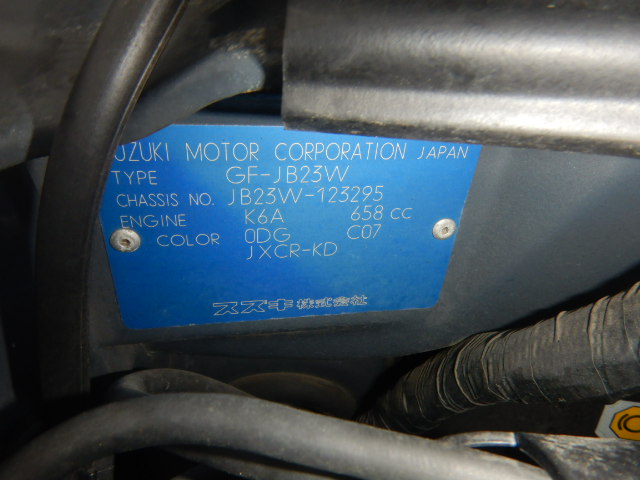 UZUKI MOTOR CORPORATION JAPAN
TYPE GF-JB23W
CHASSIS NO. JB23W-123295
ENGINE K6A 658 CC
COLOR 0DG C07
JXCR-KD
スズキ株式会社